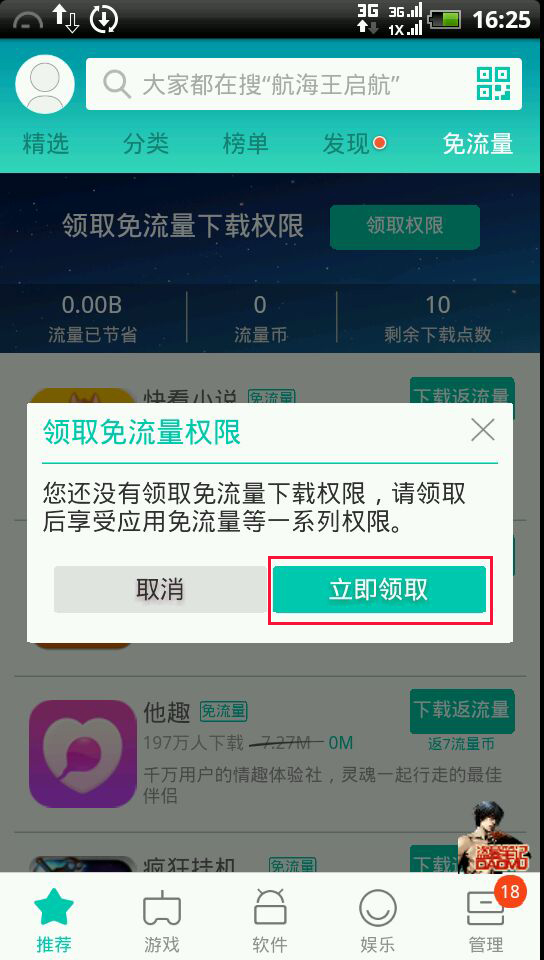 3G 3G 1X 16:25
大家都在搜“航海王启航”
精选 分类 榜单 发现 免流量
领取免流量下载权限 领取权限
0.00B 0 10
流量已节省 流量币 剩余下载点数
快看小说 免流量 下载返流量
领取免流量权限
您还没有领取免流量下载权限，请领取
后享受应用免流量等一系列权限。
取消 立即领取
他趣 免流量 下载返流量
197万人下载 7.27M 0M 返7流量币
千万用户的情趣体验社，灵魂一起行走的最佳
伴侣
疯狂挂机 免流量
18
推荐 游戏 软件 娱乐 管理